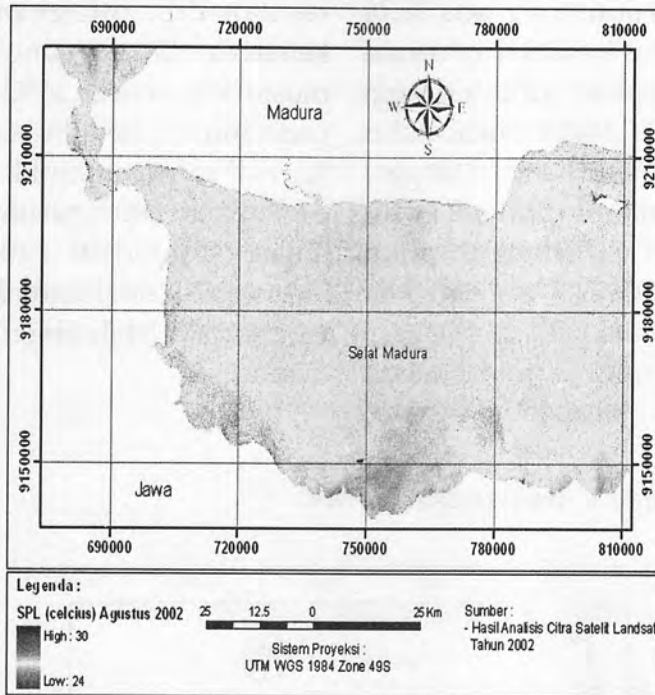 690000 720000 750000 780000 810000
N
W E
S
Madura
9210000 9210000
9180000 9180000
Selat Madura
9150000 9150000
Jawa
690000 720000 750000 780000 810000
Legenda :
SPL (celcius) Agustus 2002
High : 30
Low: 24
25 12.5 0 25 Km
Sistem Proyeksi :
UTM WGS 1984 Zone 49S
Sumber :
- Hasil Analisis Citra Satelit Landsat
Tahun 2002